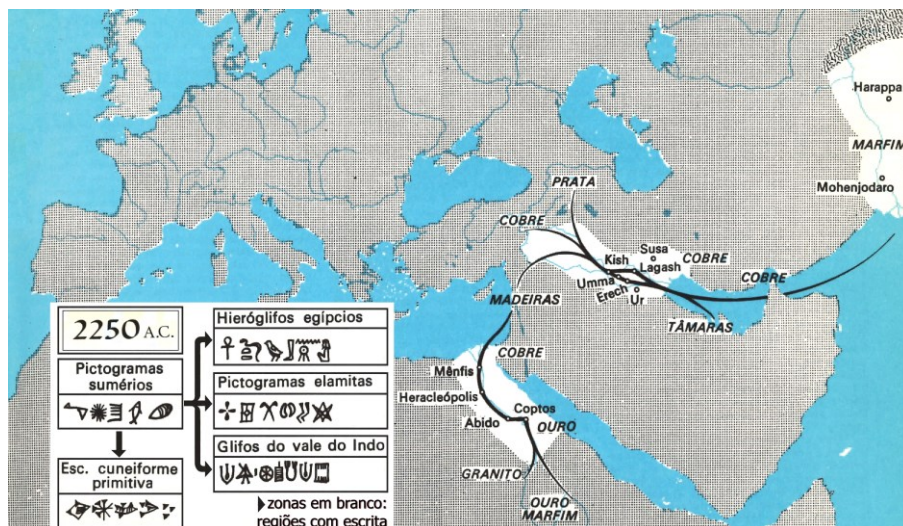 Harappa
MARFIM
Mohenjodaro
PRATA
COBRE
Susa
Kish
Lagash
COBRE
Umma
Erech
Ur
COBRE
MADEIRAS
TÂMARAS
COBRE
Mênfis
Heracleópolis
Abido
Coptos
OURO
GRANITO
OURO
MARFIM
2250 A.C.
Pictogramas
sumérios
Esc. cuneiforme
primitiva
Hieróglifos egípcios
Pictogramas elamitas
Glifos do vale do Indo
zonas em branco:
regiões com escrita